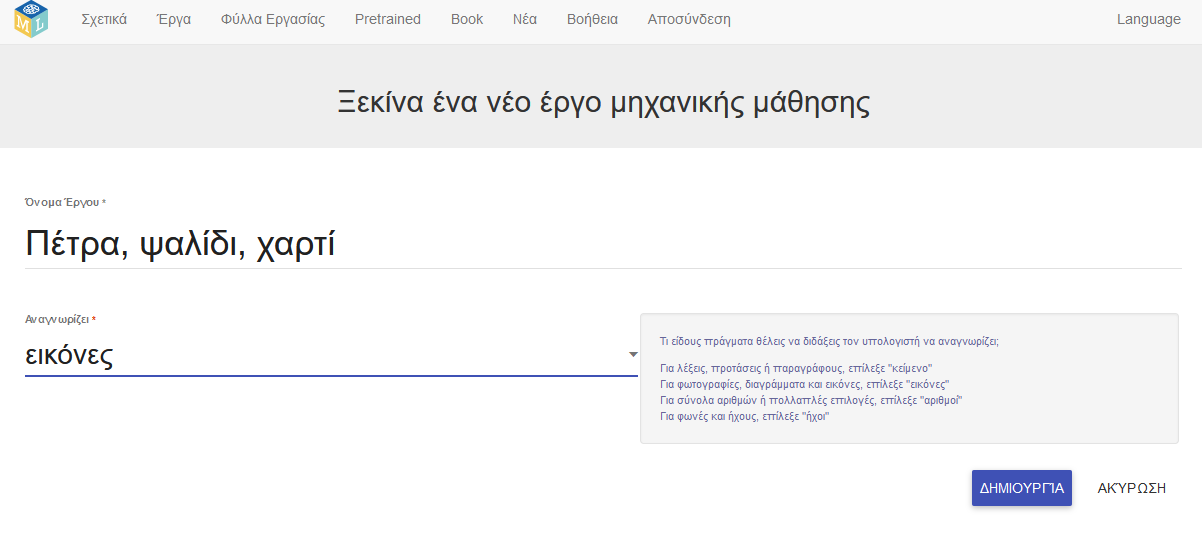 M L
Σχετικά Έργα Φύλλα Εργασίας Pretrained Book Νέα Βοήθεια Αποσύνδεση Language
Ξεκίνα ένα νέο έργο μηχανικής μάθησης
Όνομα Έργου *
Πέτρα, ψαλίδι, χαρτί
Αναγνωρίζει *
εικόνες
Τι είδους πράγματα θέλεις να διδάξεις τον υπολογιστή να αναγνωρίζει;
Για λέξεις, προτάσεις ή παραγράφους, επίλεξε "κείμενο"
Για φωτογραφίες, διαγράμματα και εικόνες, επίλεξε "εικόνες"
Για σύνολα αριθμών ή πολλαπλές επιλογές, επίλεξε "αριθμοί"
Για φωνές και ήχους, επίλεξε "ήχοι"
ΔΗΜΙΟΥΡΓΊΑ ΑΚΎΡΩΣΗ